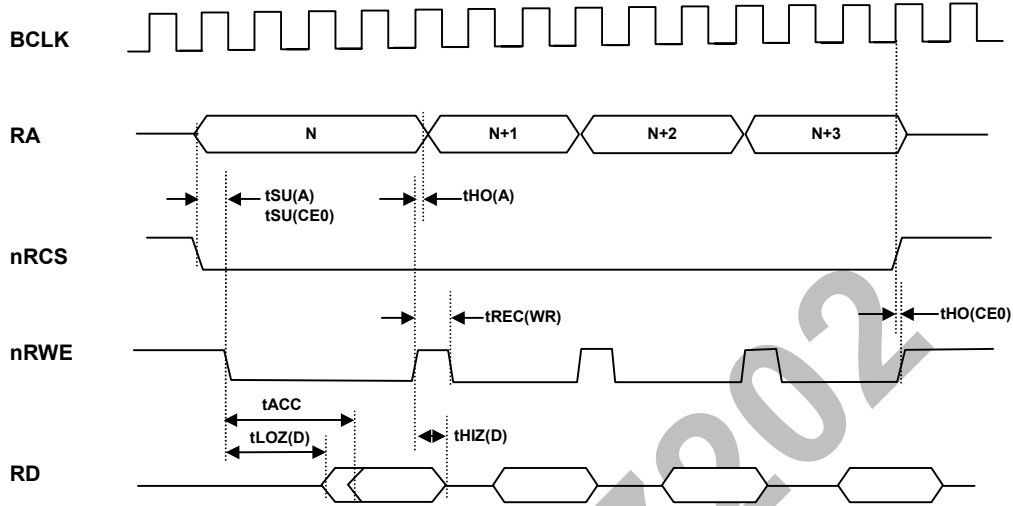 BCLK
RA
N
N+1
N+2
N+3
tSU(A)
tSU(CE0)
tHO(A)
nRCS
tREC(WR)
tHO(CE0)
nRWE
tACC
tLOZ(D)
tHIZ(D)
RD
202